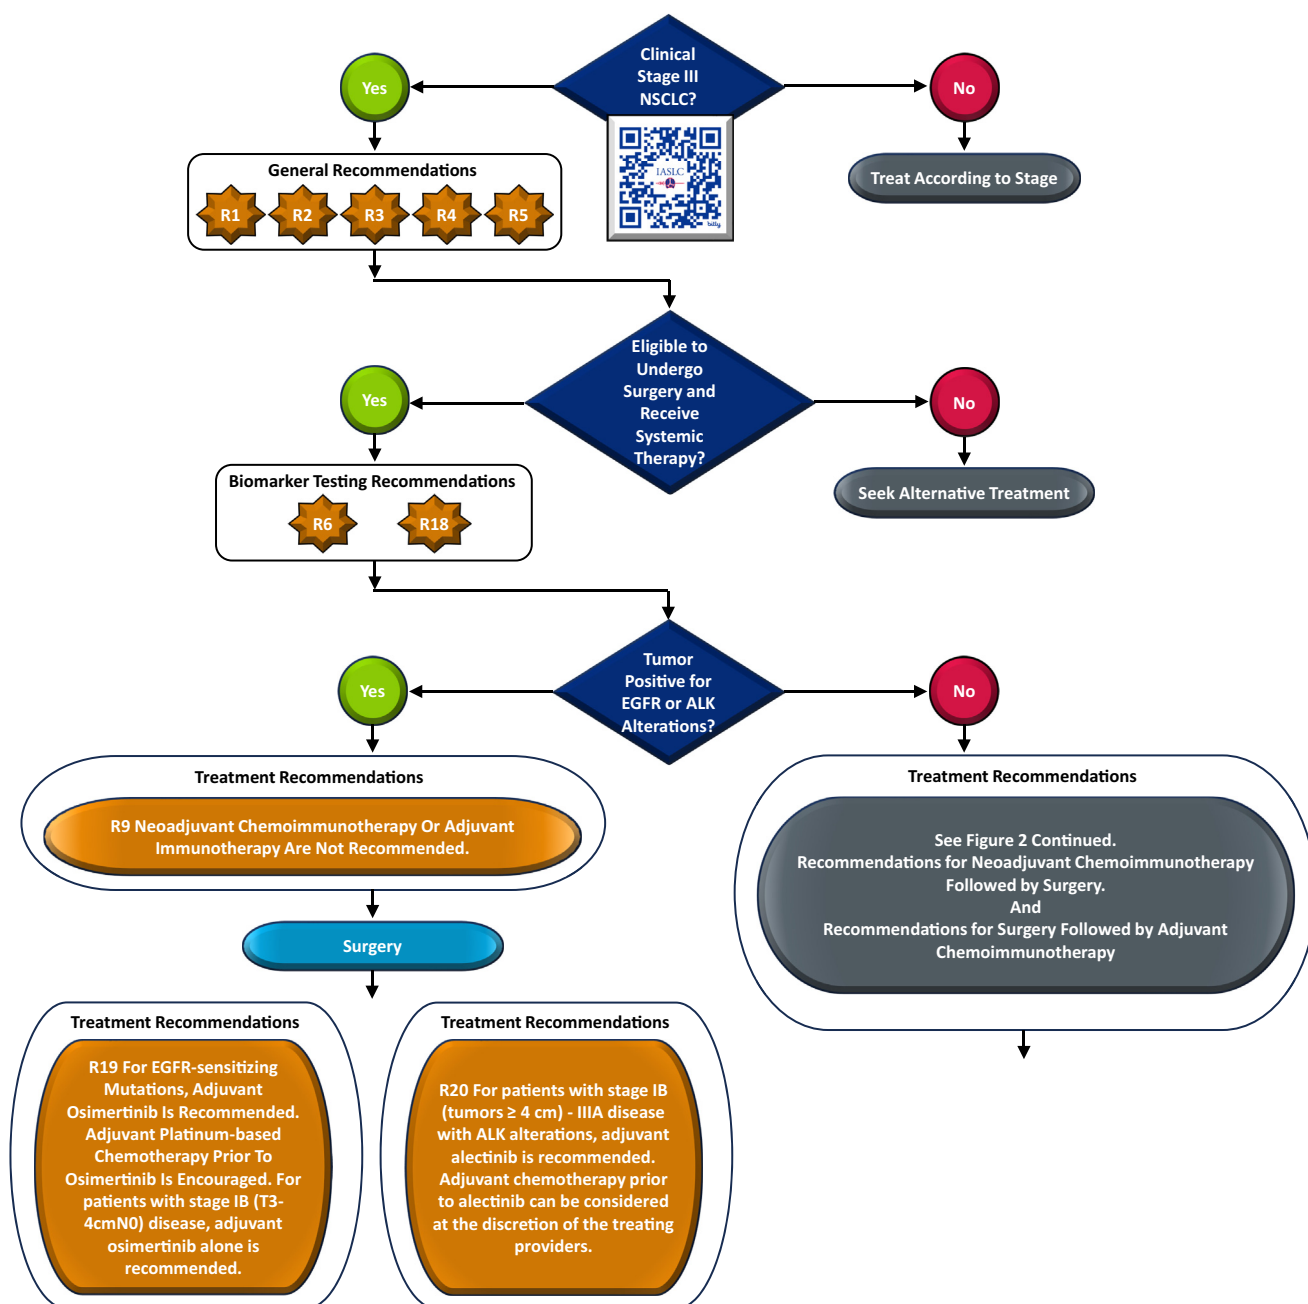 Clinical
Stage III
NSCLC?
Yes
No
IASLC
bitly
General Recommendations
R1
R2
R3
R4
R5
Treat According to Stage
Eligible to
Undergo
Surgery and
Receive
Systemic
Therapy?
Yes
No
Biomarker Testing Recommendations
R6
R18
Seek Alternative Treatment
Tumor
Positive for
EGFR or ALK
Alterations?
Yes
No
Treatment Recommendations
R9 Neoadjuvant Chemoimmunotherapy Or Adjuvant
Immunotherapy Are Not Recommended.
Treatment Recommendations
See Figure 2 Continued.
Recommendations for Neoadjuvant Chemoimmunotherapy
Followed by Surgery.
And
Recommendations for Surgery Followed by Adjuvant
Chemoimmunotherapy
Surgery
Treatment Recommendations
R19 For EGFR-sensitizing
Mutations, Adjuvant
Osimertinib Is Recommended.
Adjuvant Platinum-based
Chemotherapy Prior To
Osimertinib Is Encouraged. For
patients with stage IB (T3-
4cmN0) disease, adjuvant
osimertinib alone is
recommended.
Treatment Recommendations
R20 For patients with stage IB
(tumors ≥ 4 cm) - IIIA disease
with ALK alterations, adjuvant
alectinib is recommended.
Adjuvant chemotherapy prior
to alectinib can be considered
at the discretion of the treating
providers.